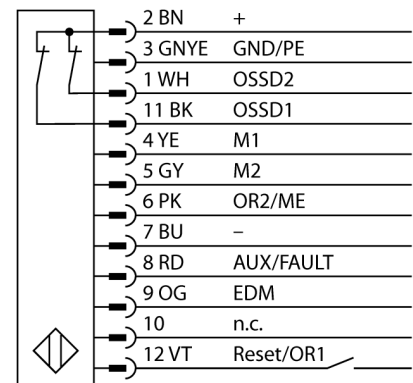 2 BN +
3 GNYE GND/PE
1 WH OSSD2
11 BK OSSD1
4 YE M1
5 GY M2
6 PK OR2/ME
7 BU –
8 RD AUX/FAULT
9 OG EDM
10 n.c.
12 VT Reset/OR1